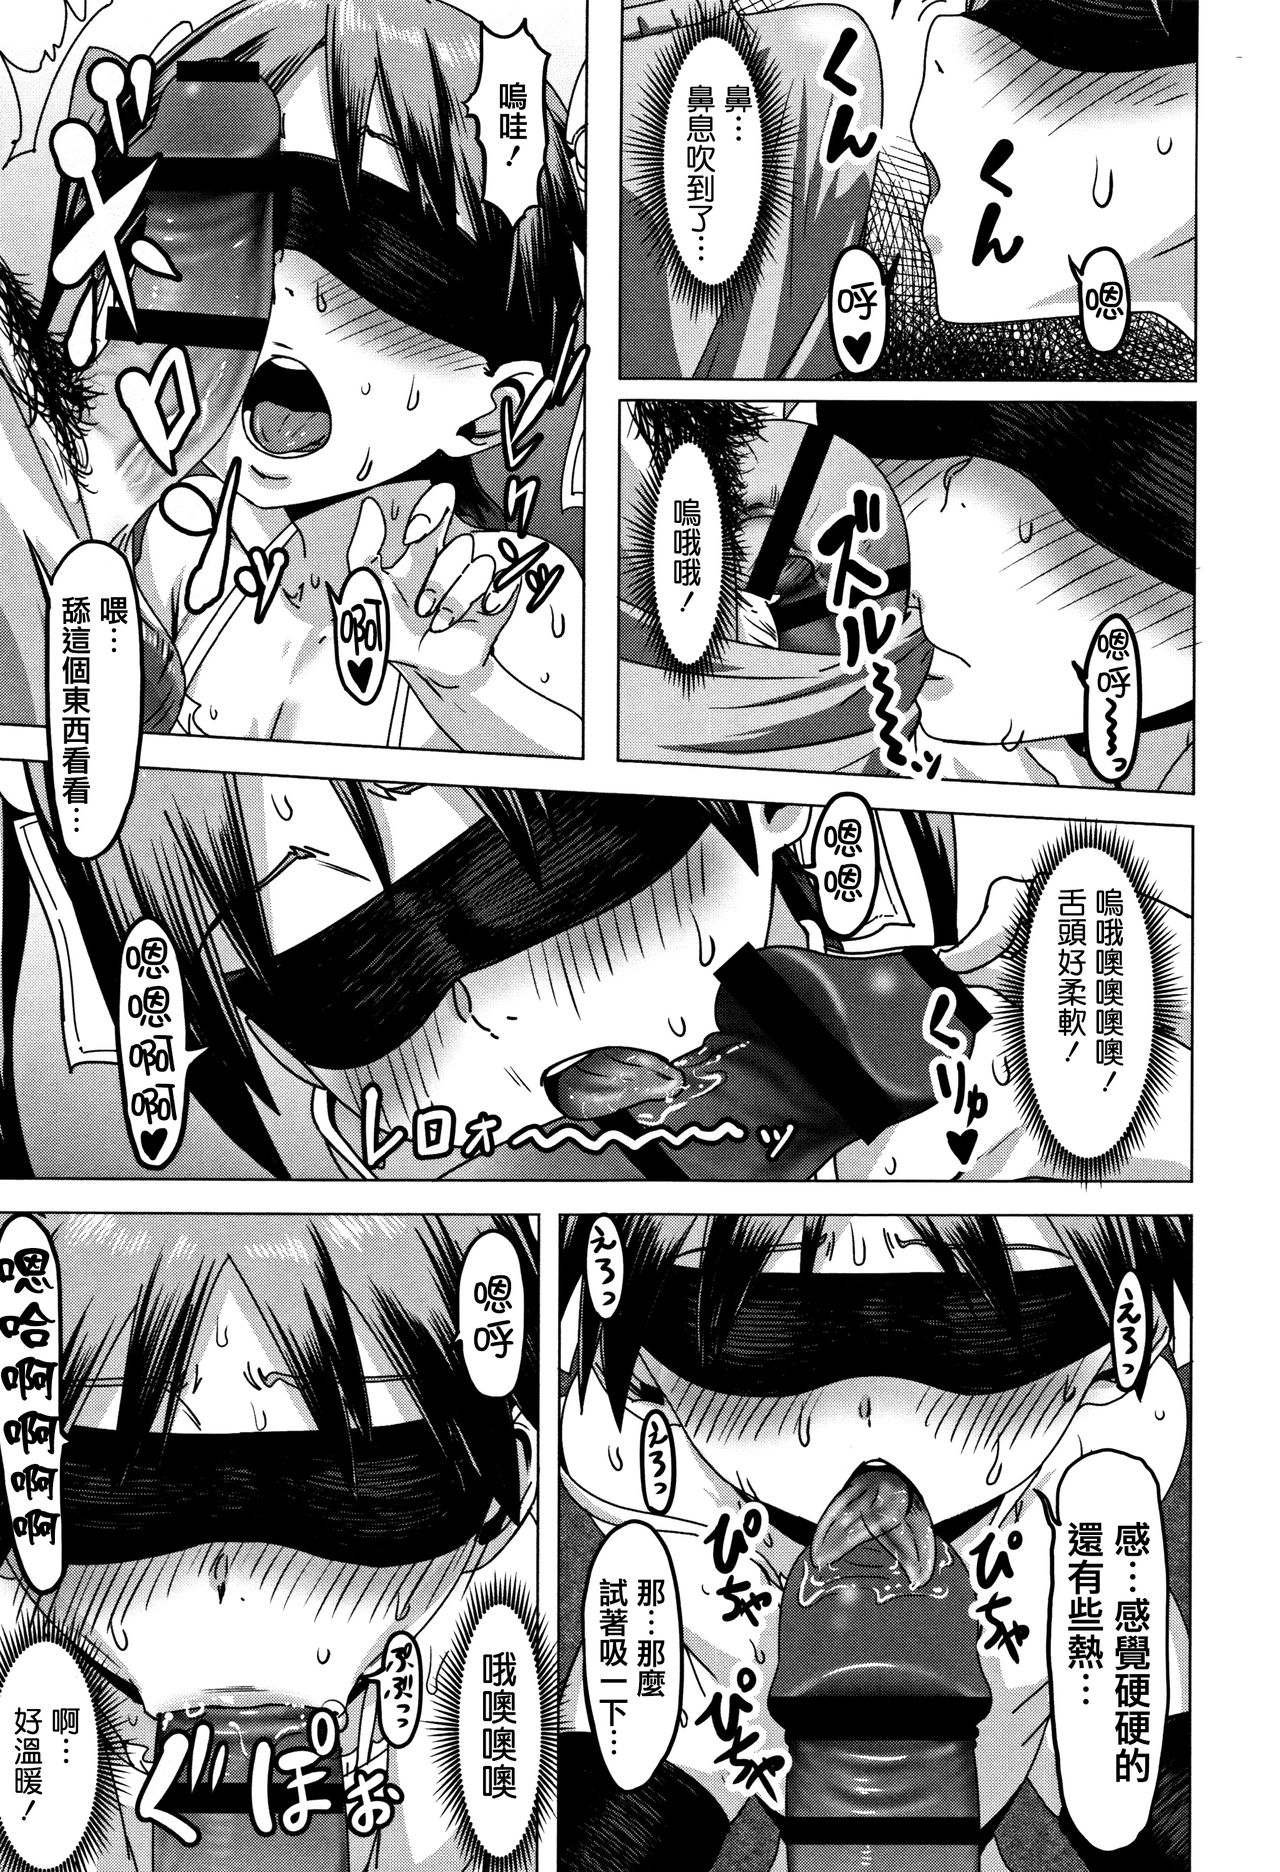 鼻…
鼻息吹到了…
くん
くん
嗯
呼♥
嗚哇！
嗚哦哦！
ズル〜〜〜ッ
嗯呼〜〜〜っ
啊♥
喂…
舔這個東西看看…
嗚哦噢噢噢噢！
舌頭好柔軟！
嗯嗯
嗯嗯啊啊♥
くりゅ♥
レロォ〜〜〜〜ッ
えろっ
えろっ
えろっ
感…感覺硬硬的
還有些熱…
ぴちゃ
ぴちゃ
ぴちゃ
那…那麼
試著吸一下…
嗯呼
嗯哈啊啊啊啊
哦噢噢噢
ぷぶっ
ぐぽぉ
啊…
好溫暖！